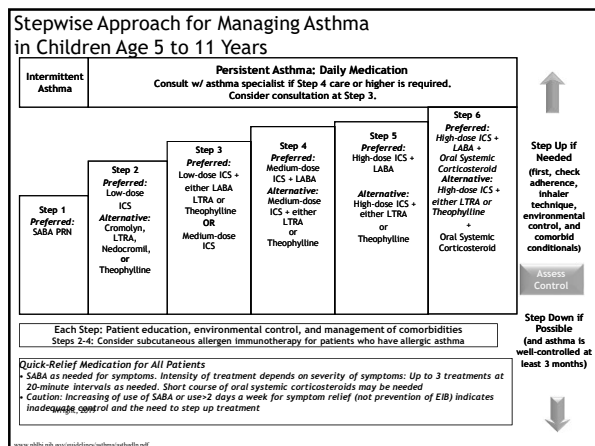 Stepwise Approach for Managing Asthma
in Children Age 5 to 11 Years
Intermittent
Asthma
Persistent Asthma: Daily Medication
Consult w/ asthma specialist if Step 4 care or higher is required.
Consider consultation at Step 3.
Step 1
Preferred:
SABA PRN
Step 2
Preferred:
Low-dose
ICS
Alternative:
Cromolyn,
LTRA,
Nedocromil,
or
Theophylline
Step 3
Preferred:
Low-dose ICS +
either LABA
LTRA or
Theophylline
OR
Medium-dose
ICS
Step 4
Preferred:
Medium-dose
ICS + LABA
Alternative:
Medium-dose
ICS + either
LTRA
or
Theophylline
Step 5
Preferred:
High-dose ICS +
LABA
Alternative:
High-dose ICS +
either LTRA
or
Theophylline
Step 6
Preferred:
High-dose ICS +
LABA +
Oral Systemic
Corticosteroid
Alternative:
High-dose ICS +
either LTRA or
Theophylline
+
Oral Systemic
Corticosteroid
Step Up if
Needed
(first, check
adherence,
inhaler
technique,
environmental
control, and
comorbid
conditionals)
Assess
Control
Step Down if
Possible
(and asthma is
well-controlled at
least 3 months)
Each Step: Patient education, environmental control, and management of comorbidities
Steps 2-4: Consider subcutaneous allergen immunotherapy for patients who have allergic asthma
Quick-Relief Medication for All Patients
• SABA as needed for symptoms. Intensity of treatment depends on severity of symptoms: Up to 3 treatments at
20-minute intervals as needed. Short course of oral systemic corticosteroids may be needed
• Caution: Increasing of use of SABA or use>2 days a week for symptom relief (not prevention of EIB) indicates
inadequate control and the need to step up treatment